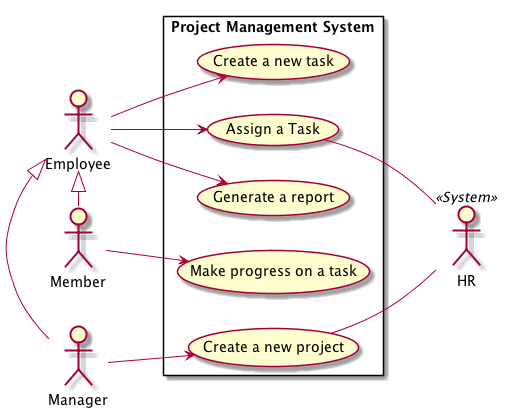 Project Management System
Create a new task
Assign a Task
Employee
Generate a report
«System»
HR
Member
Make progress on a task
Create a new project
Manager